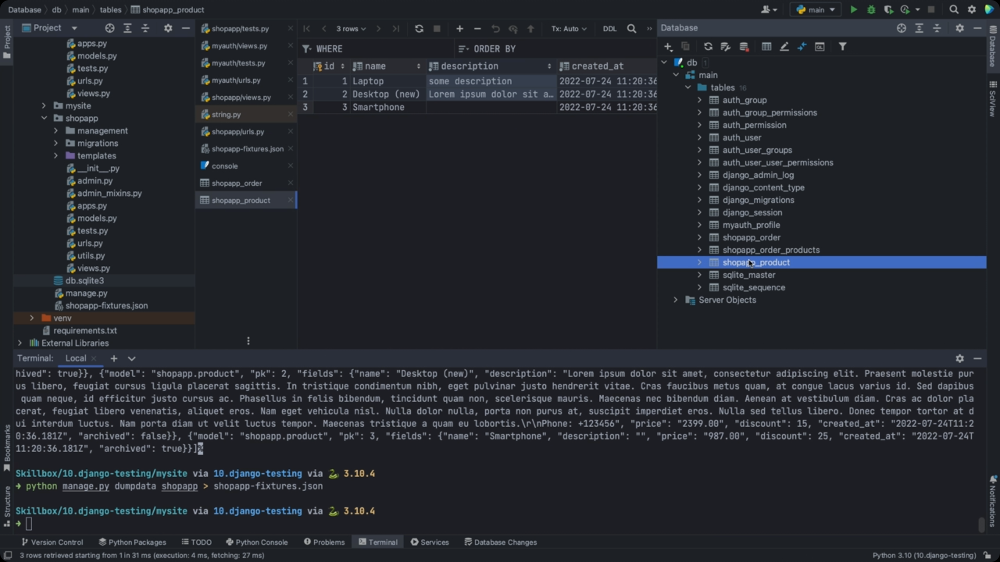 Database db main tables shopapp_product
main
Project
Project
apps.py
models.py
tests.py
urls.py
views.py
mysite
shopapp
management
migrations
templates
__init__.py
admin.py
admin_mixins.py
apps.py
models.py
tests.py
urls.py
utils.py
views.py
db.sqlite3
manage.py
shopapp-fixtures.json
venv
requirements.txt
External Libraries
shopapp/tests.py
myauth/views.py
myauth/tests.py
myauth/urls.py
shopapp/views.py
string.py
shopapp/urls.py
shopapp-fixtures.json
console
shopapp_order
shopapp_product
3 rows
Tx: Auto
DDL
WHERE
ORDER BY
id name description created_at
1 1 Laptop some description 2022-07-24 11:20:36
2 2 Desktop (new) Lorem ipsum dolor sit a… 2022-07-24 11:20:36
3 3 Smartphone 2022-07-24 11:20:36
Database
db 1
main
tables 16
auth_group
auth_group_permissions
auth_permission
auth_user
auth_user_groups
auth_user_user_permissions
django_admin_log
django_content_type
django_migrations
django_session
myauth_profile
shopapp_order
shopapp_order_products
shopapp_product
sqlite_master
sqlite_sequence
Server Objects
Database
SciView
Notifications
Terminal: Local
hived": true}}, {"model": "shopapp.product", "pk": 2, "fields": {"name": "Desktop (new)", "description": "Lorem ipsum dolor sit amet, consectetur adipiscing elit. Praesent molestie pur
us libero, feugiat cursus ligula placerat sagittis. In tristique condimentum nibh, eget pulvinar justo hendrerit vitae. Cras faucibus metus quam, at congue lacus varius id. Sed dapibus
quam neque, id efficitur justo cursus ac. Phasellus in felis bibendum, tincidunt quam non, scelerisque mauris. Maecenas nec bibendum diam. Aenean at vestibulum diam. Cras ac dolor pla
cerat, feugiat libero venenatis, aliquet eros. Nam eget vehicula nisl. Nulla dolor nulla, porta non purus at, suscipit imperdiet eros. Nulla sed tellus libero. Donec tempor tortor at d
ui interdum luctus. Nam porta diam ut velit luctus tempor. Maecenas tristique a quam eu lobortis.\r\nPhone: +123456", "price": "2399.00", "discount": 15, "created_at": "2022-07-24T11:2
0:36.181Z", "archived": false}}, {"model": "shopapp.product", "pk": 3, "fields": {"name": "Smartphone", "description": "", "price": "987.00", "discount": 25, "created_at": "2022-07-24T
11:20:36.181Z", "archived": true}}]%
Skillbox/10.django-testing/mysite via 10.django-testing via 3.10.4
➜ python manage.py dumpdata shopapp > shopapp-fixtures.json
Skillbox/10.django-testing/mysite via 10.django-testing via 3.10.4
➜
Bookmarks
Structure
Version Control Python Packages TODO Python Console Problems Terminal Services Database Changes
3 rows retrieved starting from 1 in 31 ms (execution: 4 ms, fetching: 27 ms)
Python 3.10 (10.django-testing)